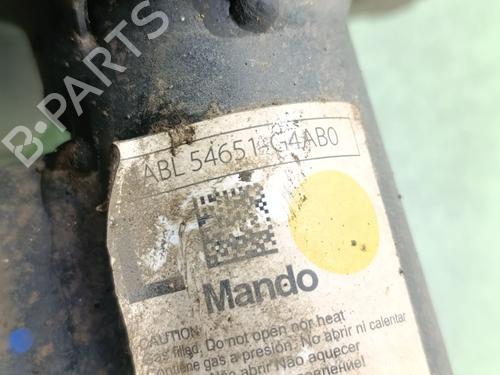 B-PARTS
ABL 54651-G4AB0
Mando
CAUTION
Gas filled. Do not open nor heat
Contiene gas a presión. No abrir ni calentar
Não abrir Não aquecer